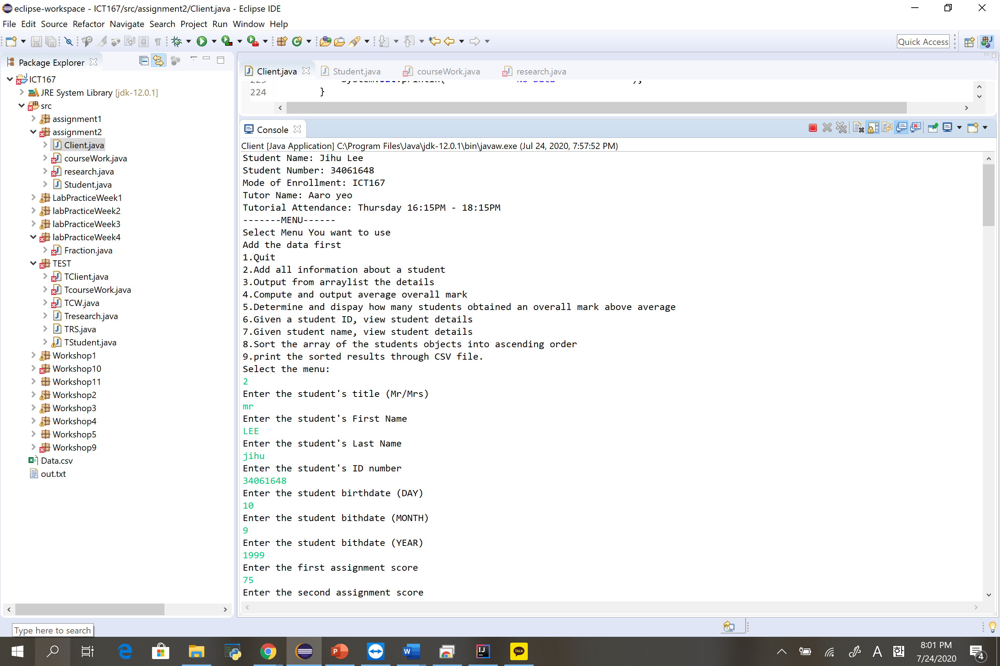 eclipse-workspace - ICT167/src/assignment2/Client.java - Eclipse IDE
File Edit Source Refactor Navigate Search Project Run Window Help
Quick Access
Package Explorer
ICT167
JRE System Library [jdk-12.0.1]
src
assignment1
assignment2
Client.java
courseWork.java
research.java
Student.java
LabPracticeWeek1
labPracticeWeek2
labPracticeWeek3
labPracticeWeek4
Fraction.java
TEST
TClient.java
TcourseWork.java
TCW.java
Tresearch.java
TRS.java
TStudent.java
Workshop1
Workshop10
Workshop11
Workshop2
Workshop3
Workshop4
Workshop5
Workshop9
Data.csv
out.txt
Client.java Student.java courseWork.java research.java
224 }
Console
Client [Java Application] C:\Program Files\Java\jdk-12.0.1\bin\javaw.exe (Jul 24, 2020, 7:57:52 PM)
Student Name: Jihu Lee
Student Number: 34061648
Mode of Enrollment: ICT167
Tutor Name: Aaro yeo
Tutorial Attendance: Thursday 16:15PM - 18:15PM
-------MENU------
Select Menu You want to use
Add the data first
1.Quit
2.Add all information about a student
3.Output from arraylist the details
4.Compute and output average overall mark
5.Determine and dispay how many students obtained an overall mark above average
6.Given a student ID, view student details
7.Given student name, view student details
8.Sort the array of the students objects into ascending order
9.print the sorted results through CSV file.
Select the menu:
2
Enter the student's title (Mr/Mrs)
mr
Enter the student's First Name
LEE
Enter the student's Last Name
jihu
Enter the student's ID number
34061648
Enter the student birthdate (DAY)
10
Enter the student bithdate (MONTH)
9
Enter the student bithdate (YEAR)
1999
Enter the first assignment score
75
Enter the second assignment score
Type here to search
A 한
8:01 PM
7/24/2020
4